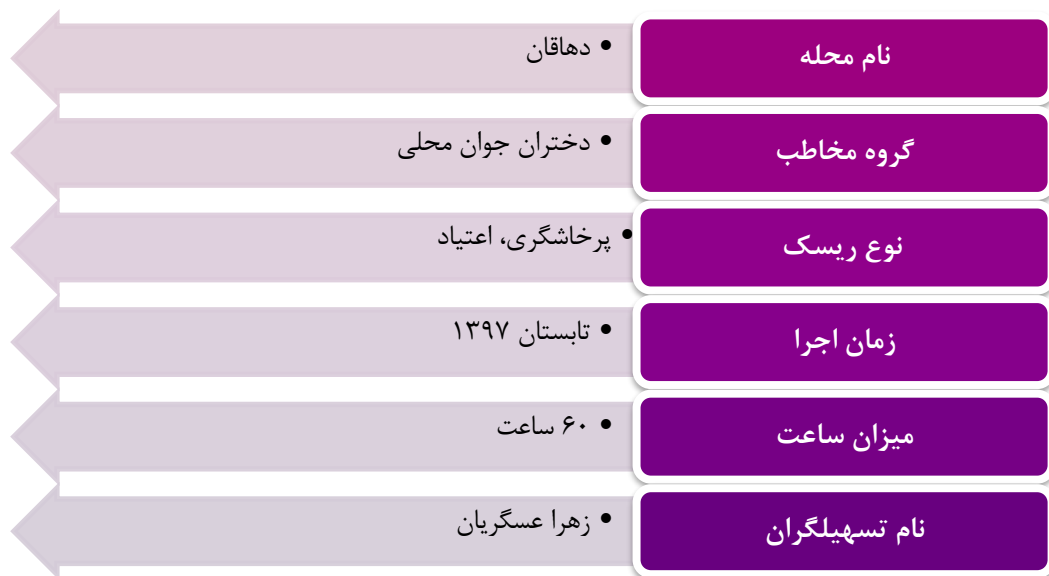 نام محله
• دهاقان
گروه مخاطب
• دختران جوان محلی
نوع ریسک
• پرخاشگری، اعتیاد
زمان اجرا
• تابستان ۱۳۹۷
میزان ساعت
• ۶۰ ساعت
نام تسهیلگران
• زهرا عسگریان